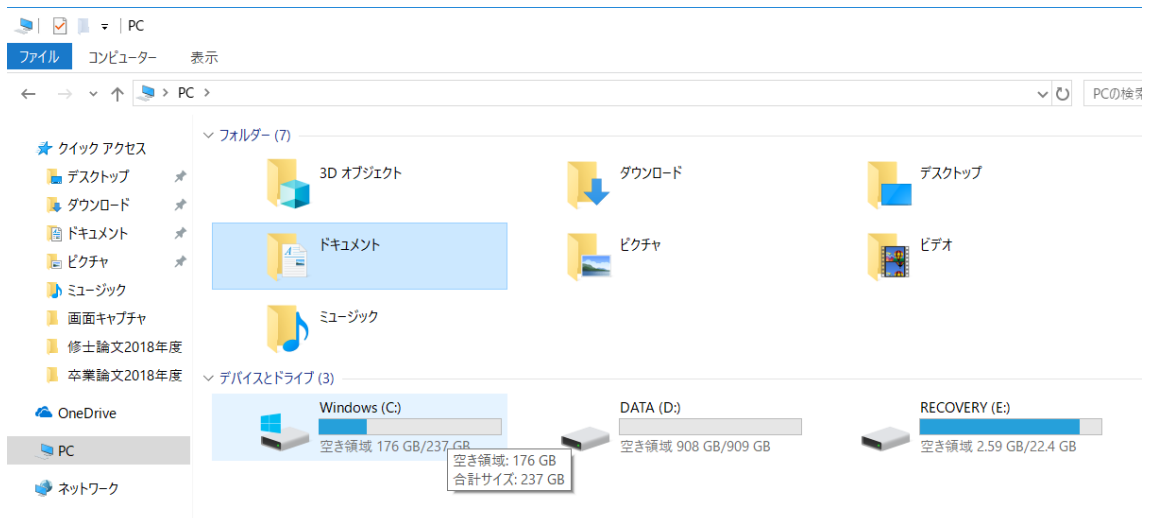 PC
ファイル コンピューター 表示
PC
PCの検索
クイック アクセス
デスクトップ
ダウンロード
ドキュメント
ピクチャ
ミュージック
画面キャプチャ
修士論文2018年度
卒業論文2018年度
OneDrive
PC
ネットワーク
フォルダー (7)
3D オブジェクト
ダウンロード
デスクトップ
ドキュメント
ピクチャ
ビデオ
ミュージック
デバイスとドライブ (3)
Windows (C:)
空き領域 176 GB/237 GB
DATA (D:)
空き領域 908 GB/909 GB
RECOVERY (E:)
空き領域 2.59 GB/22.4 GB
空き領域: 176 GB
合計サイズ: 237 GB